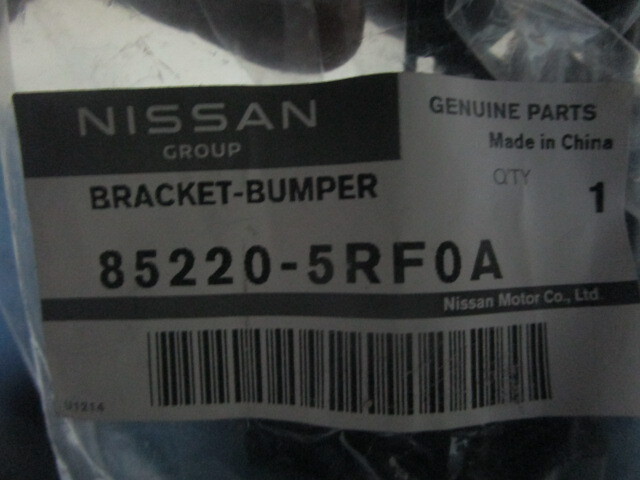 NISSAN
GROUP
GENUINE PARTS
Made in China
BRACKET-BUMPER
QTY
1
85220-5RF0A
Nissan Motor Co., Ltd.
U1214